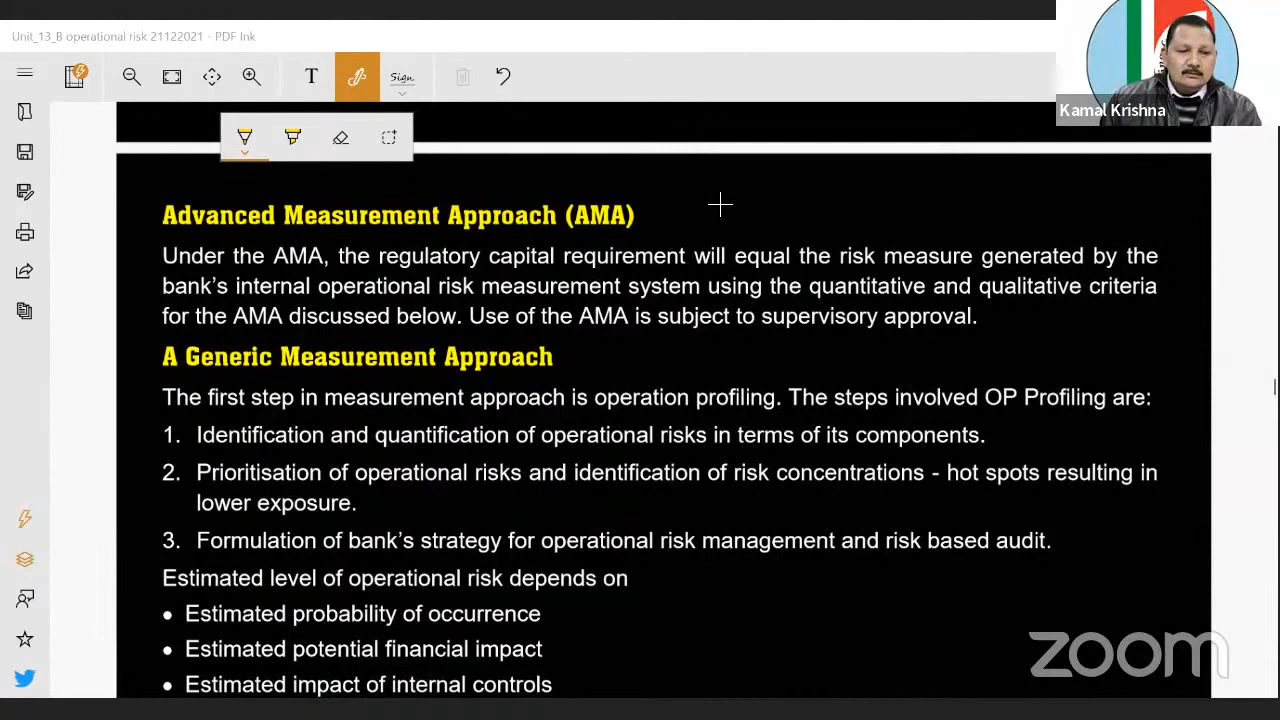 Unit_13_B operational risk 21122021 - PDF Ink
T
Sign
Kamal Krishna
Advanced Measurement Approach (AMA)
Under the AMA, the regulatory capital requirement will equal the risk measure generated by the
bank's internal operational risk measurement system using the quantitative and qualitative criteria
for the AMA discussed below. Use of the AMA is subject to supervisory approval.
A Generic Measurement Approach
The first step in measurement approach is operation profiling. The steps involved OP Profiling are:
1. Identification and quantification of operational risks in terms of its components.
2. Prioritisation of operational risks and identification of risk concentrations - hot spots resulting in
lower exposure.
3. Formulation of bank's strategy for operational risk management and risk based audit.
Estimated level of operational risk depends on
• Estimated probability of occurrence
• Estimated potential financial impact
• Estimated impact of internal controls
zoom